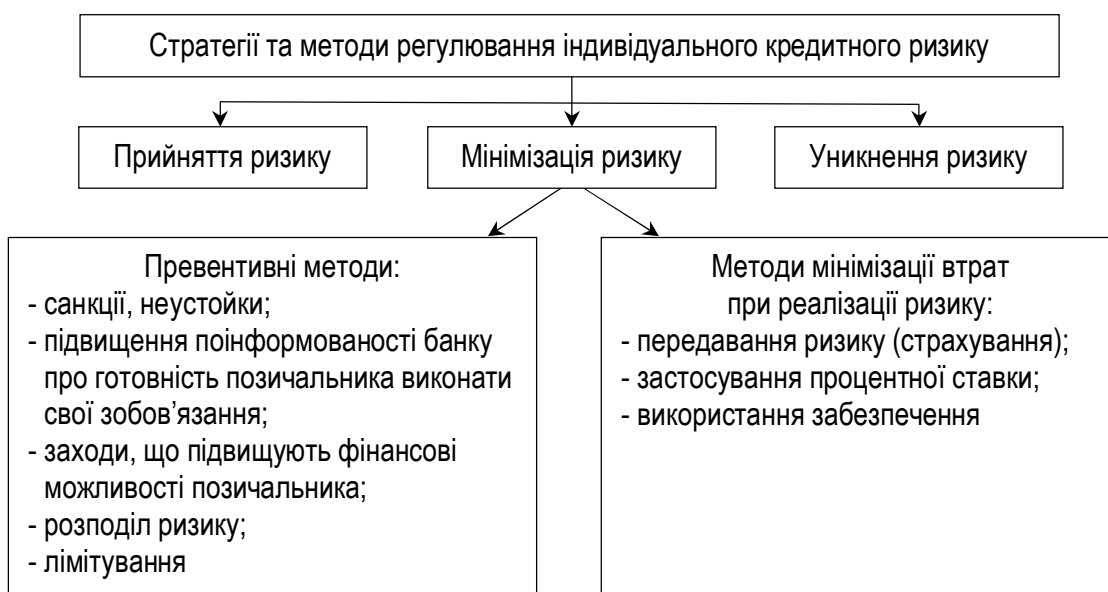 Стратегії та методи регулювання індивідуального кредитного ризику
Прийняття ризику
Мінімізація ризику
Уникнення ризику
Превентивні методи:
- санкції, неустойки;
- підвищення поінформованості банку
про готовність позичальника виконати
свої зобов’язання;
- заходи, що підвищують фінансові
можливості позичальника;
- розподіл ризику;
- лімітування
Методи мінімізації втрат
при реалізації ризику:
- передавання ризику (страхування);
- застосування процентної ставки;
- використання забезпечення